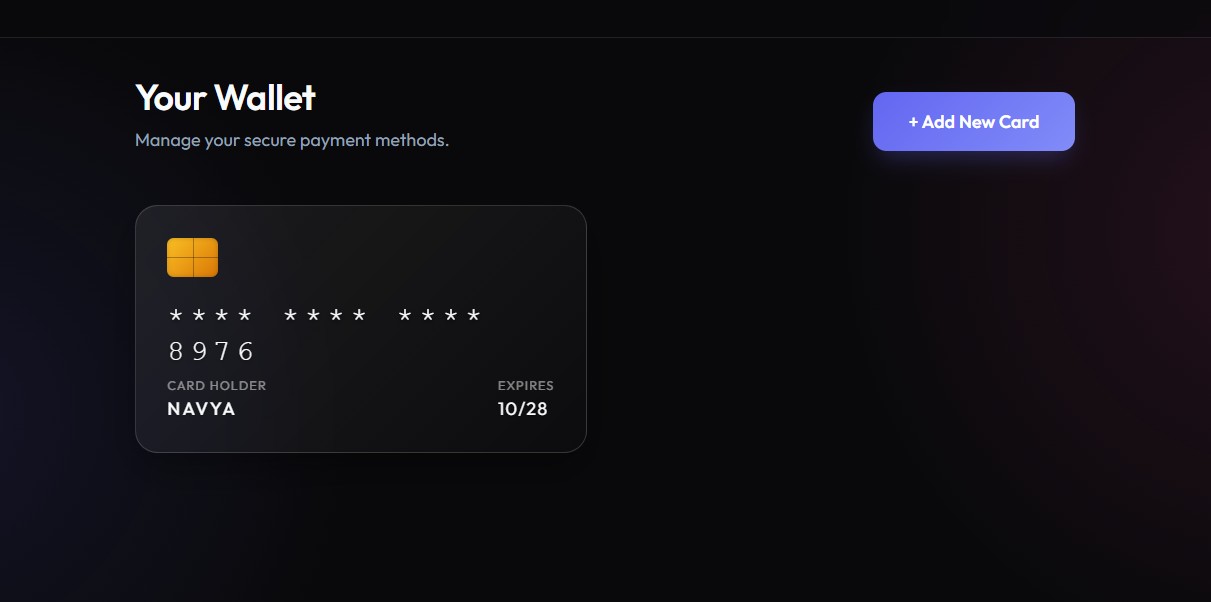 Your Wallet
Manage your secure payment methods.
+ Add New Card
**** **** ****
8976
CARD HOLDER
NAVYA
EXPIRES
10/28